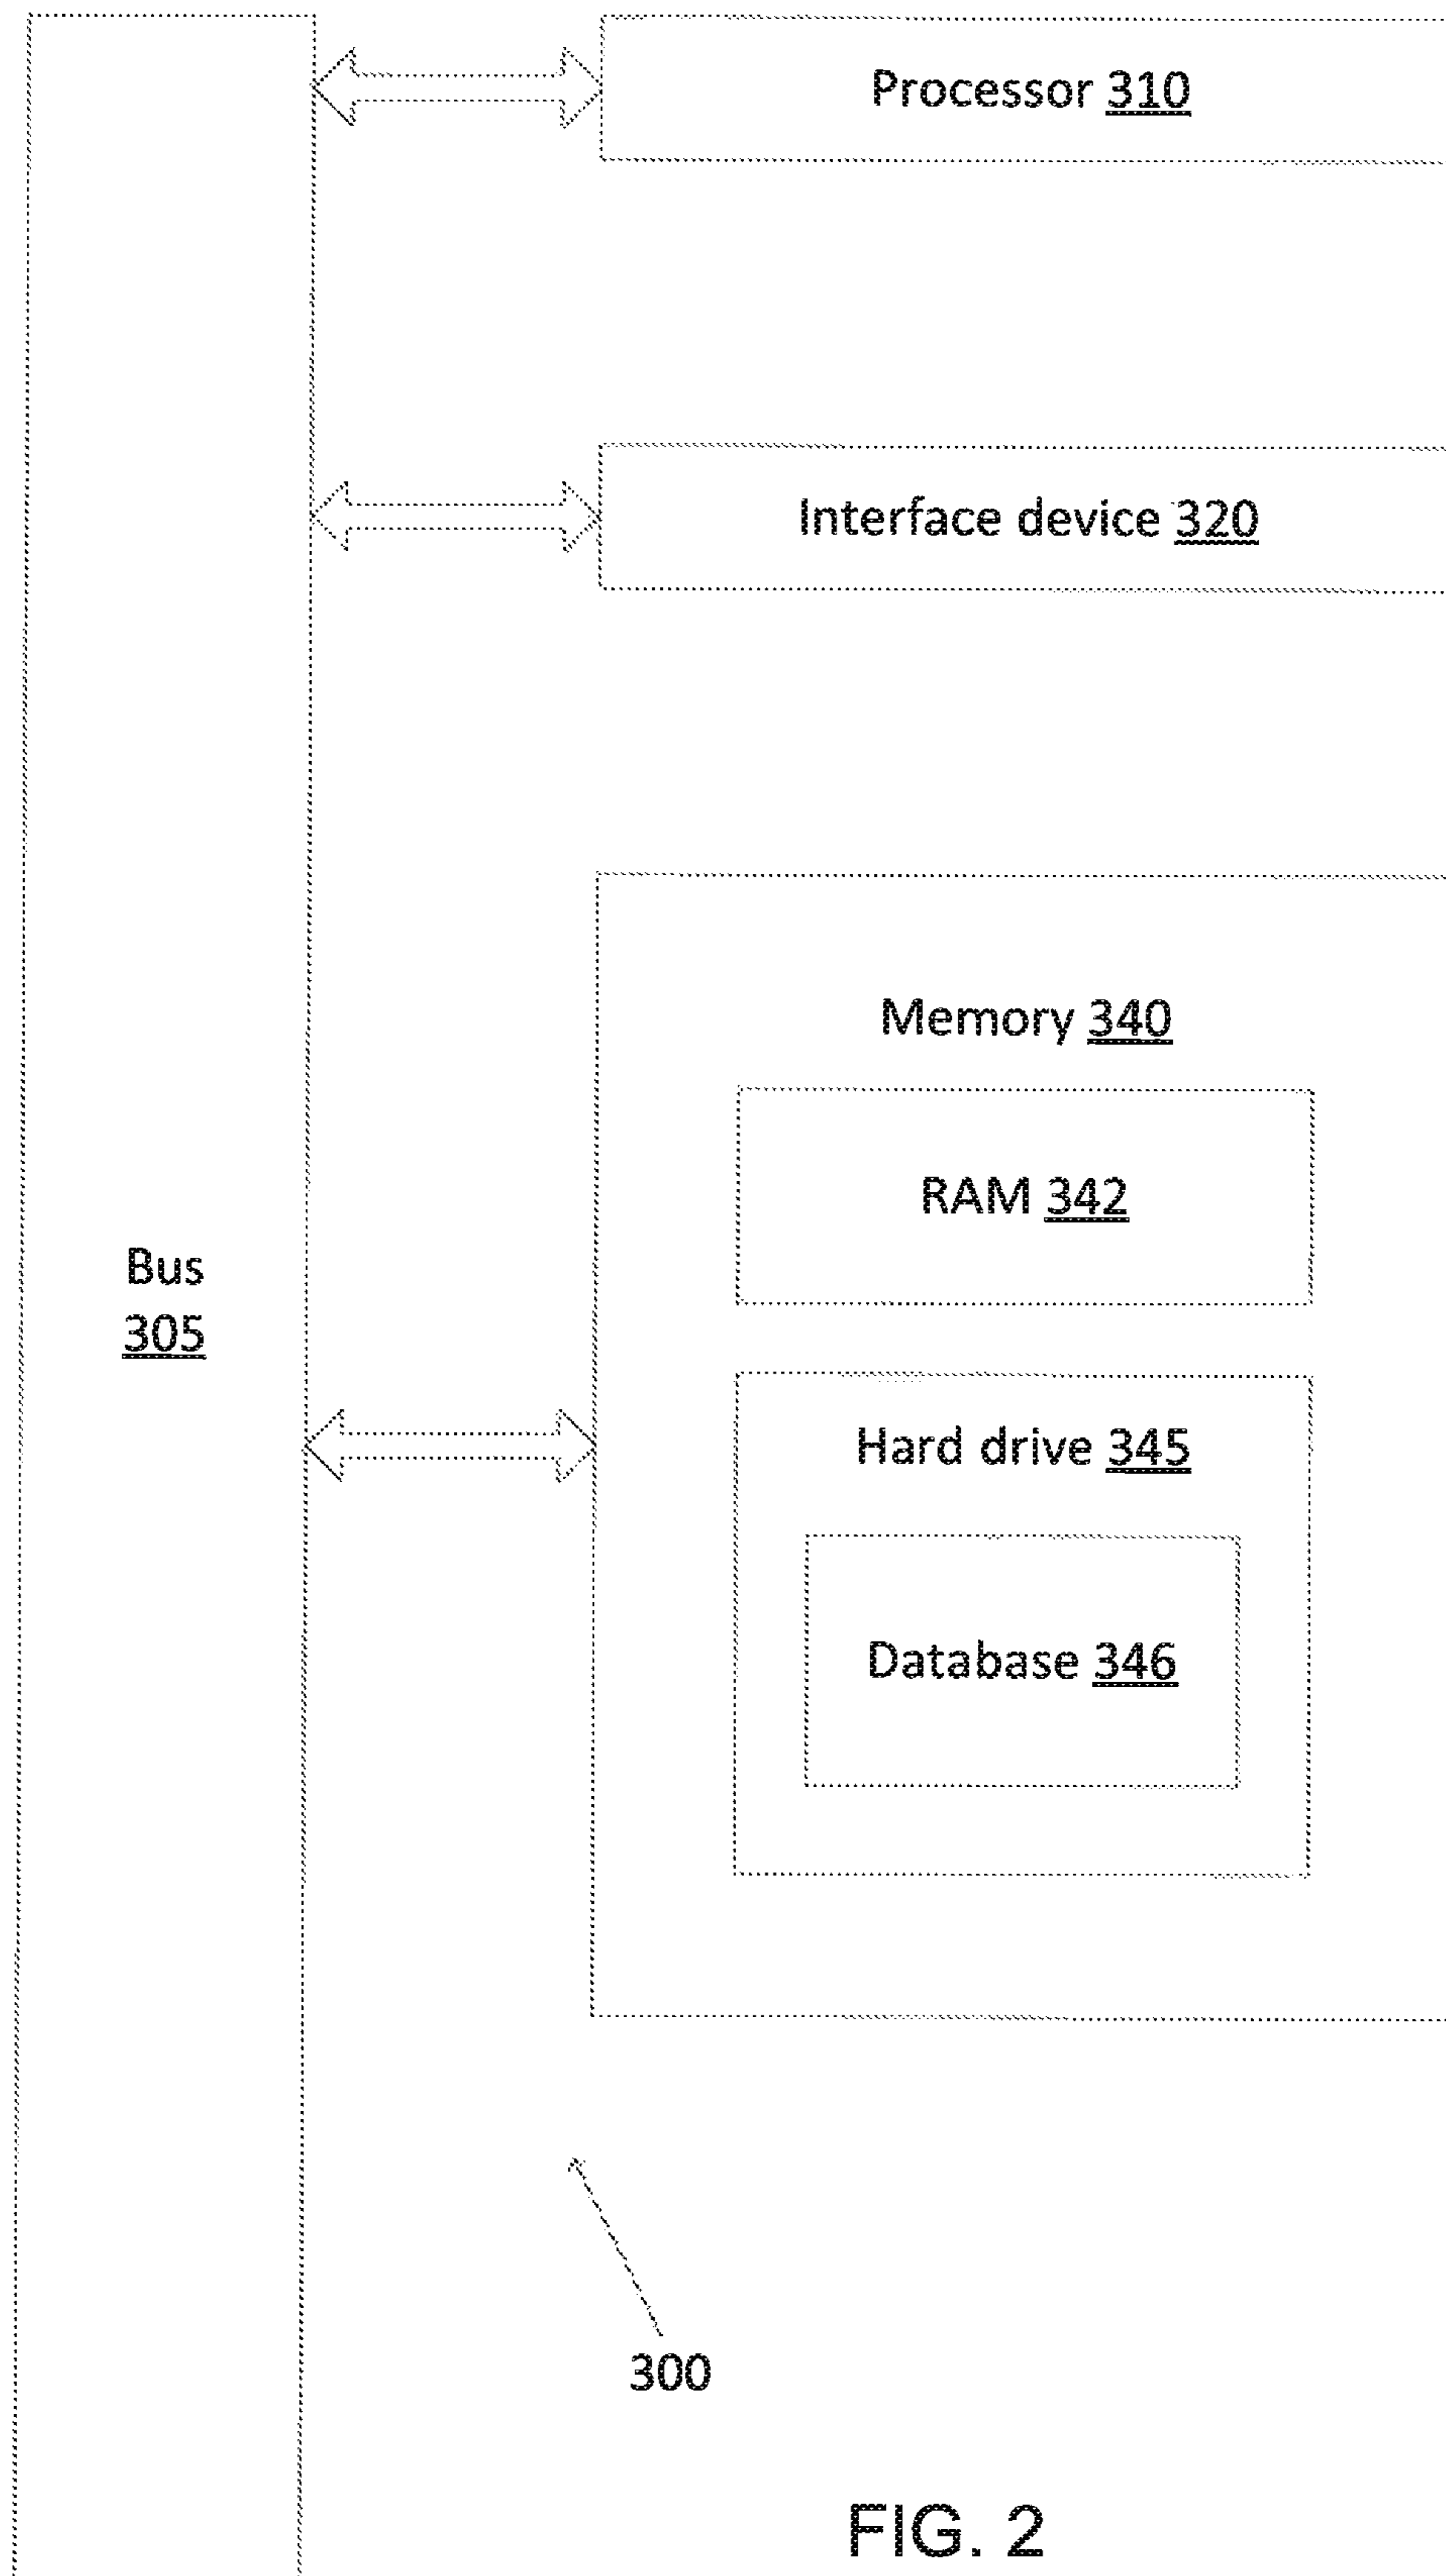 Processor 310
Interface device 320
Memory 340
RAM 342
Bus
305
Hard drive 345
Database 346
300
FIG. 2